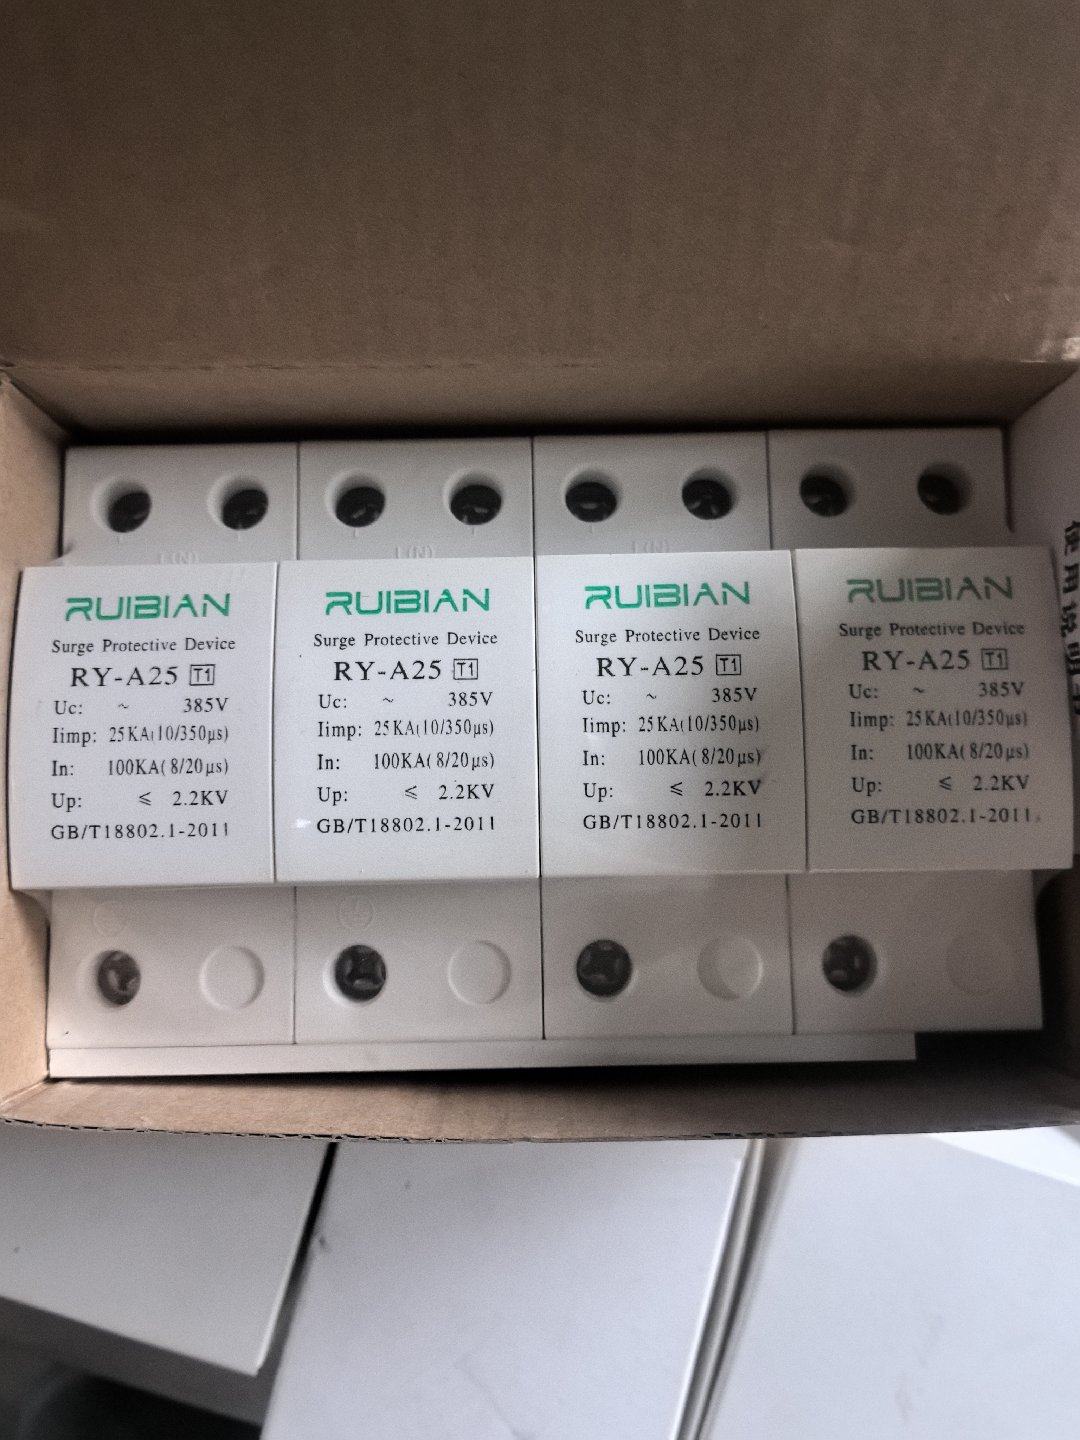 L(N)
L(N)
L(N)
RUIBIAN
Surge Protective Device
RY-A25 T1
Uc: ~ 385V
Iimp: 25KA(10/350μs)
In: 100KA(8/20μs)
Up: ≤ 2.2KV
GB/T18802.1-2011
RUIBIAN
Surge Protective Device
RY-A25 T1
Uc: ~ 385V
Iimp: 25KA(10/350μs)
In: 100KA(8/20μs)
Up: ≤ 2.2KV
GB/T18802.1-2011
RUIBIAN
Surge Protective Device
RY-A25 T1
Uc: ~ 385V
Iimp: 25KA(10/350μs)
In: 100KA(8/20μs)
Up: ≤ 2.2KV
GB/T18802.1-2011
RUIBIAN
Surge Protective Device
RY-A25 T1
Uc: ~ 385V
Iimp: 25KA(10/350μs)
In: 100KA(8/20μs)
Up: ≤ 2.2KV
GB/T18802.1-2011
使用说明书